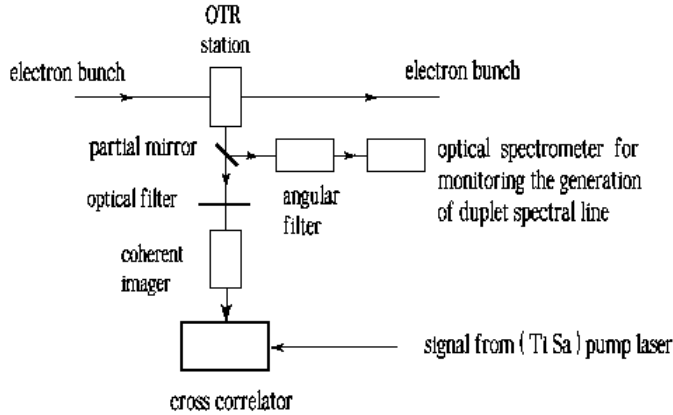 OTR
station
electron bunch
electron bunch
partial mirror
optical spectrometer for
monitoring the generation
of duplet spectral line
optical filter
angular
filter
coherent
imager
signal from ( Ti Sa ) pump laser
cross correlator